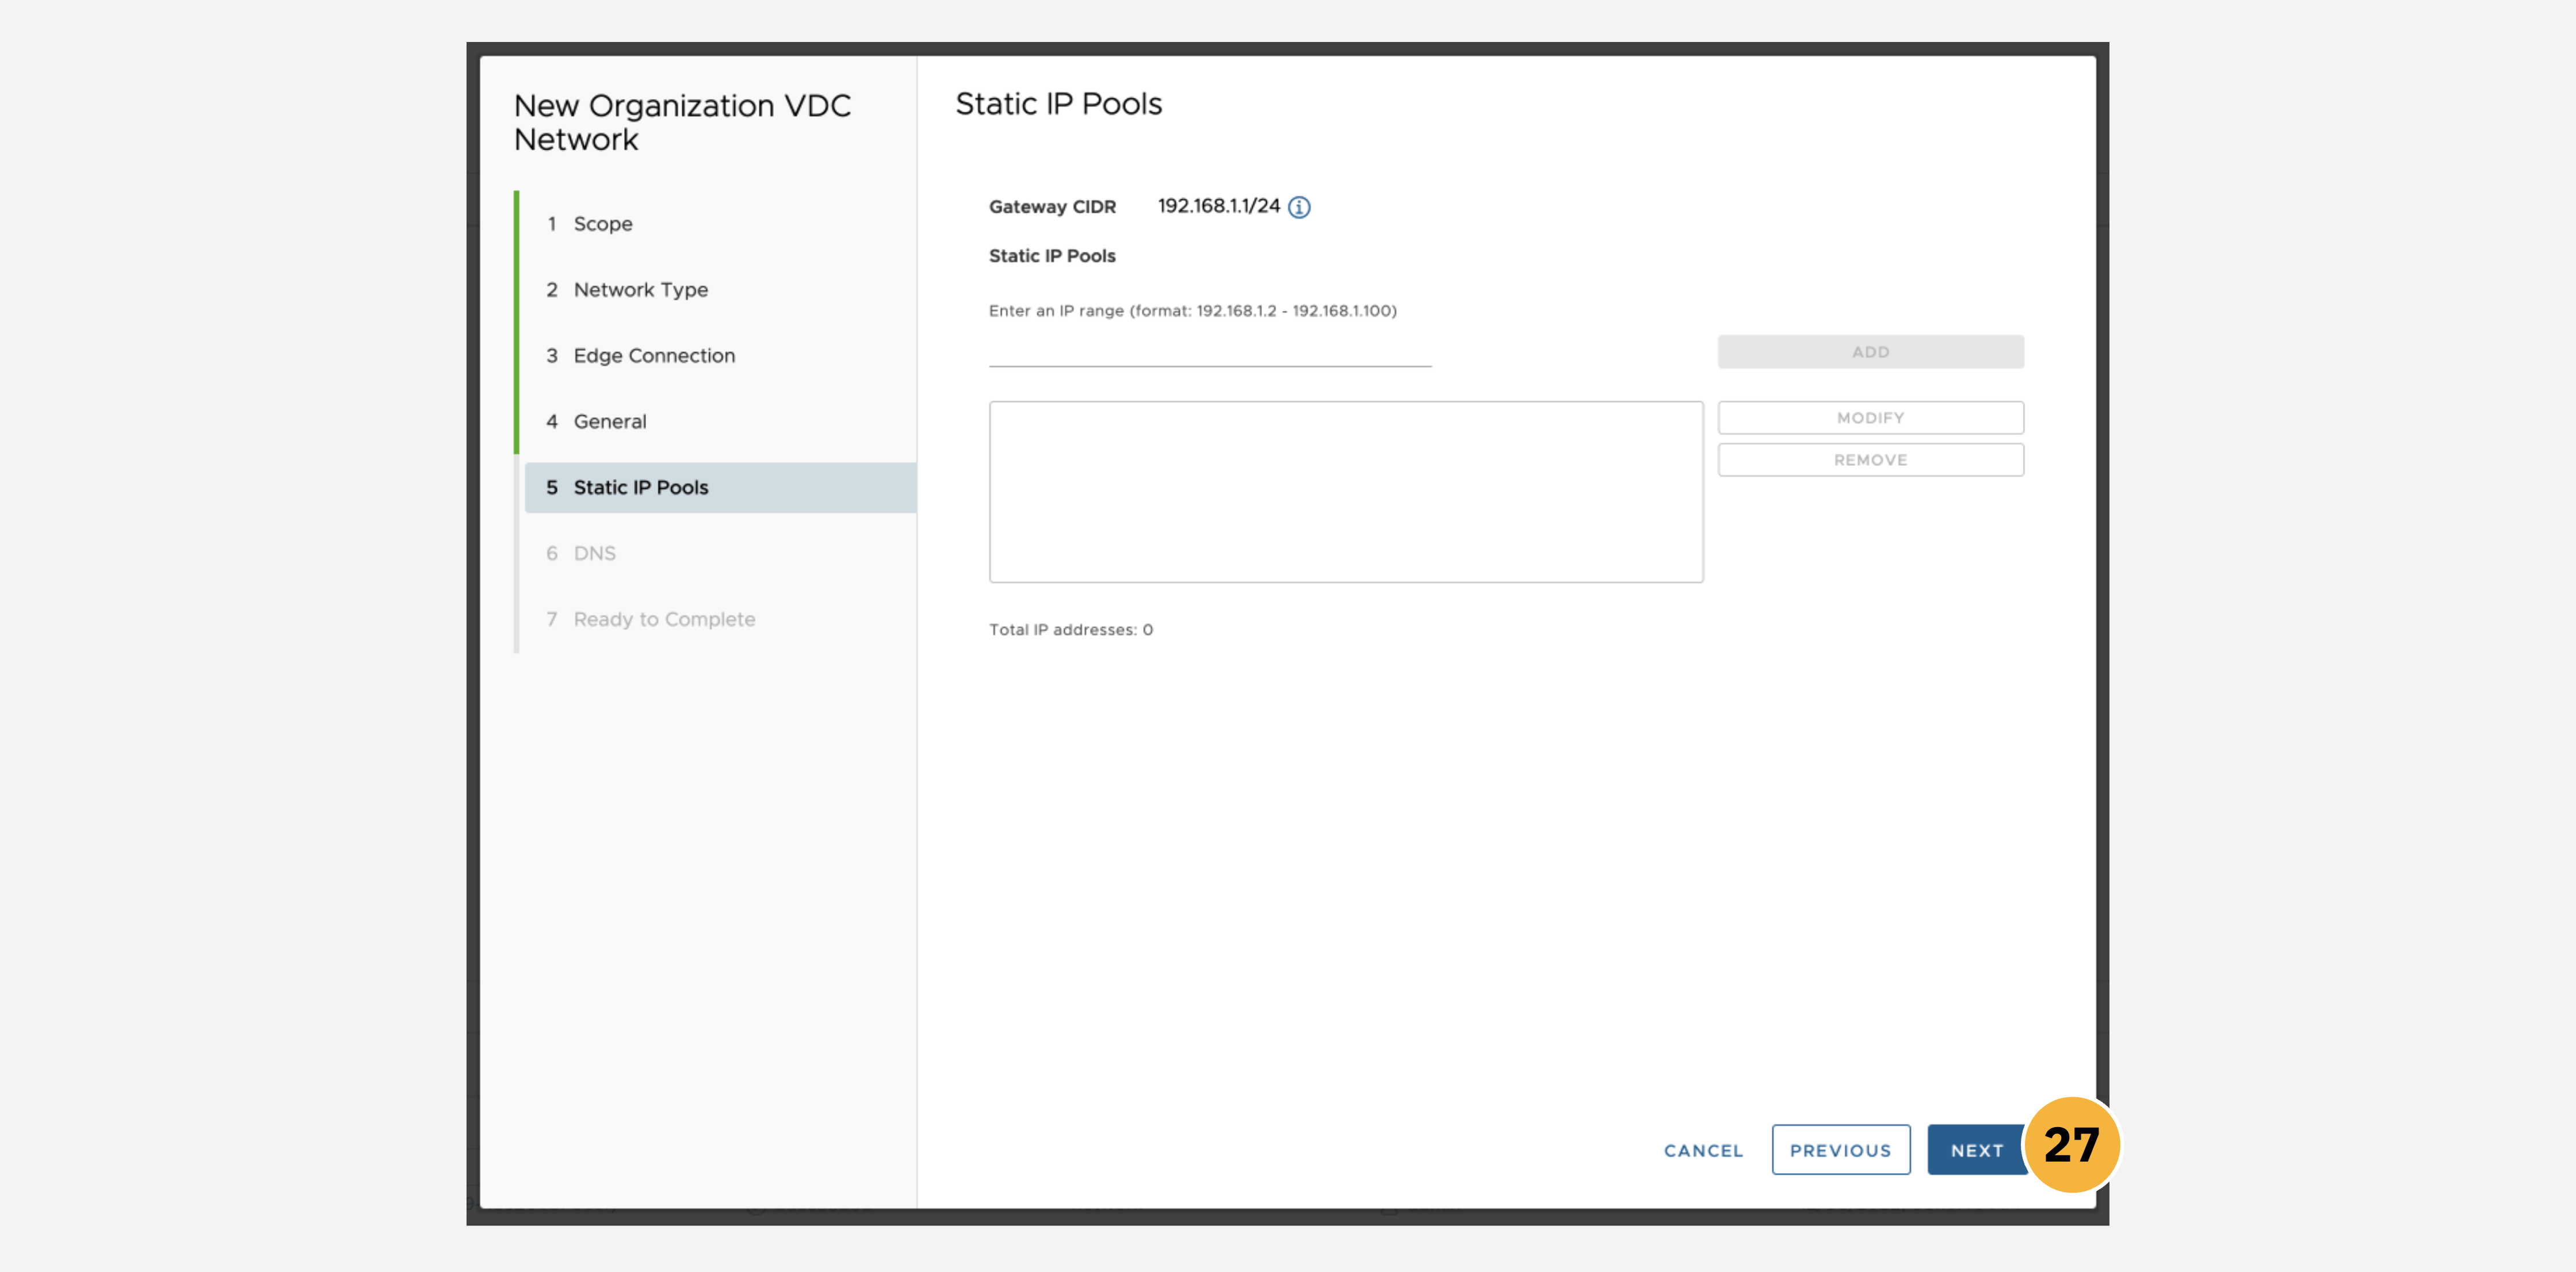 New Organization VDC
Network
1 Scope
2 Network Type
3 Edge Connection
4 General
5 Static IP Pools
6 DNS
7 Ready to Complete
Static IP Pools
Gateway CIDR 192.168.1.1/24
Static IP Pools
Enter an IP range (format: 192.168.1.2 - 192.168.1.100)
ADD
MODIFY
REMOVE
Total IP addresses: 0
CANCEL PREVIOUS NEXT 27